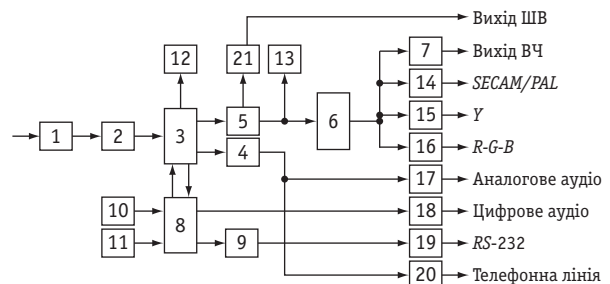 Вихід ШВ
12
21
13
7
Вихід ВЧ
14
SECAM/PAL
1
2
3
5
6
15
Y
4
16
R-G-B
17
Аналогове аудіо
10
8
18
Цифрове аудіо
11
9
19
RS-232
20
Телефонна лінія